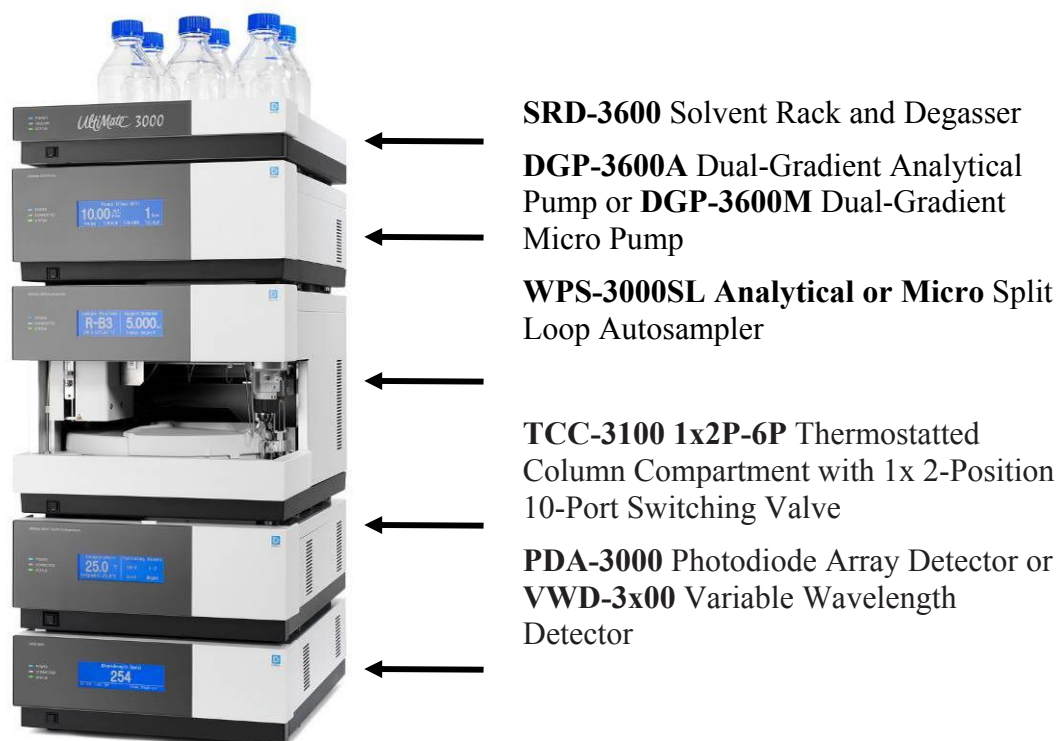 UltiMate 3000
SRD-3600 Solvent Rack and Degasser
DGP-3600A Dual-Gradient Analytical
Pump or DGP-3600M Dual-Gradient
Micro Pump
10.00
1
WPS-3000SL Analytical or Micro Split
Loop Autosampler
R-B3 5.000
TCC-3100 1x2P-6P Thermostatted
Column Compartment with 1x 2-Position
10-Port Switching Valve
25.0
PDA-3000 Photodiode Array Detector or
VWD-3x00 Variable Wavelength
Detector
254